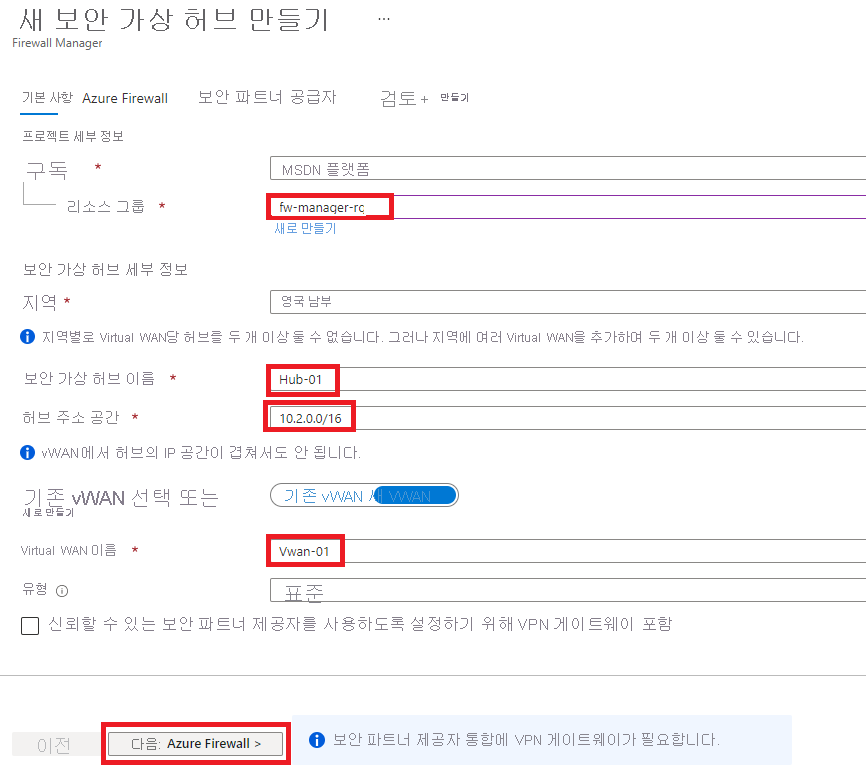 새 보안 가상 허브 만들기 ...
Firewall Manager
기본 사항 Azure Firewall 보안 파트너 공급자 검토 + 만들기
프로젝트 세부 정보
구독 * MSDN 플랫폼
리소스 그룹 * fw-manager-rg
새로 만들기
보안 가상 허브 세부 정보
지역 * 영국 남부
지역별로 Virtual WAN당 허브를 두 개 이상 둘 수 없습니다. 그러나 지역에 여러 Virtual WAN을 추가하여 두 개 이상 둘 수 있습니다.
보안 가상 허브 이름 * Hub-01
허브 주소 공간 * 10.2.0.0/16
vWAN에서 허브의 IP 공간이 겹쳐서도 안 됩니다.
기존 vWAN 선택 또는 기존 vWAN 새 vWAN
새로 만들기
Virtual WAN 이름 * Vwan-01
유형 표준
신뢰할 수 있는 보안 파트너 제공자를 사용하도록 설정하기 위해 VPN 게이트웨이 포함
이전 다음: Azure Firewall > 보안 파트너 제공자 통합에 VPN 게이트웨이가 필요합니다.